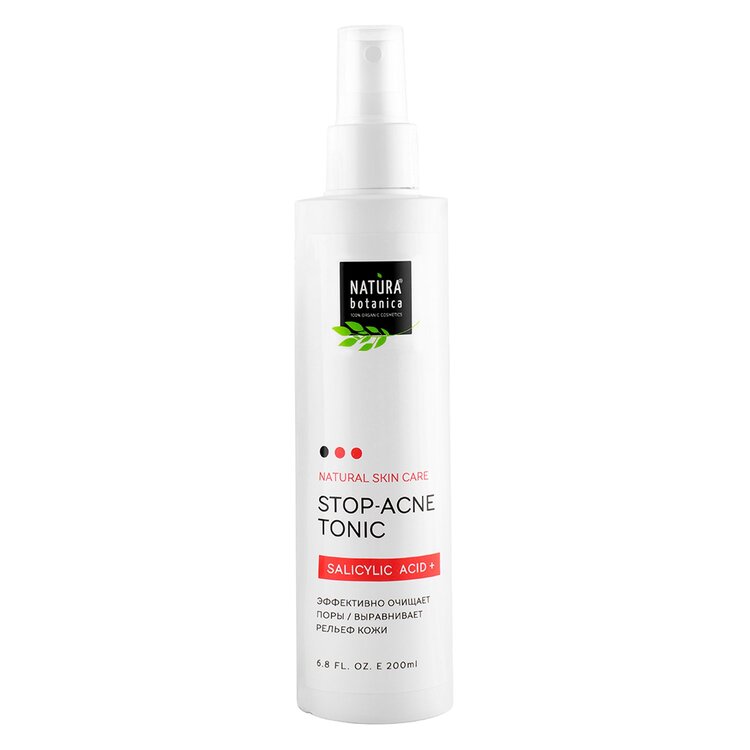 NATURA®
botanica
100% ORGANIC COSMETICS
NATURAL SKIN CARE
STOP-ACNE
TONIC
SALICYLIC ACID +
ЭФФЕКТИВНО ОЧИЩАЕТ
ПОРЫ / ВЫРАВНИВАЕТ
РЕЛЬЕФ КОЖИ
6.8 FL. OZ. E 200ml